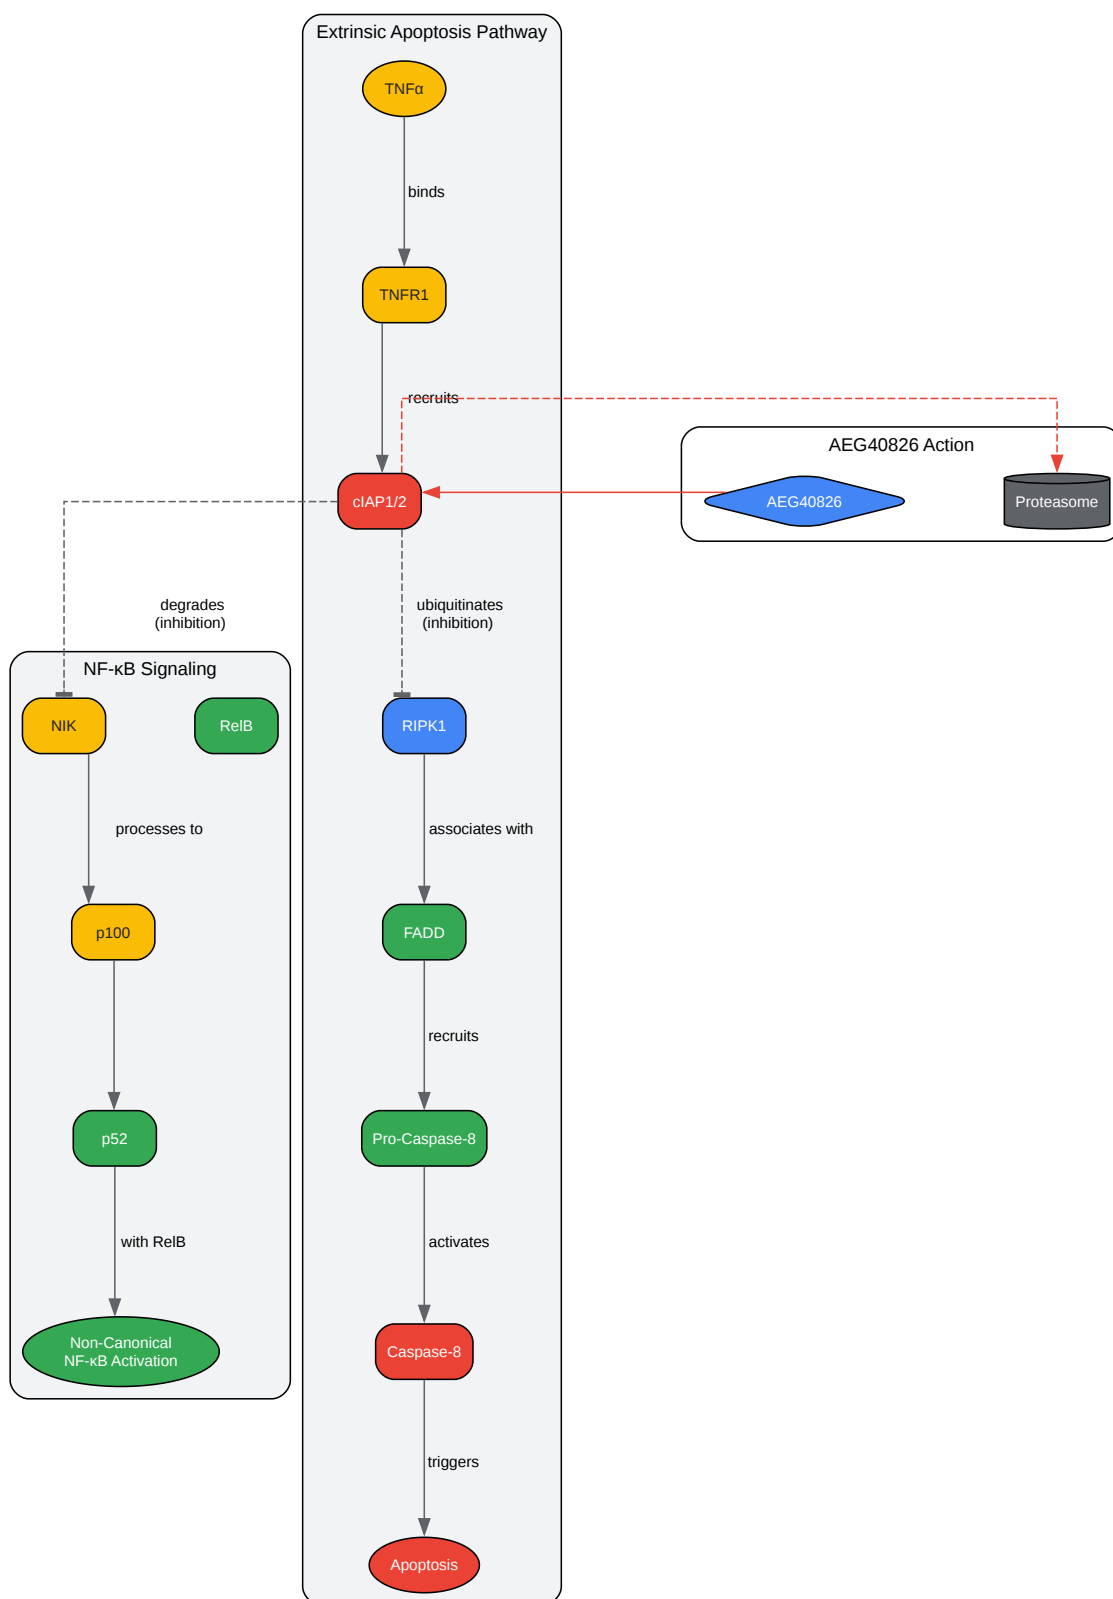 Extrinsic Apoptosis Pathway
TNFα
binds
TNFR1
recruits
AEG40826 Action
cIAP1/2
AEG40826
Proteasome
degrades
(inhibition)
ubiquitinates
(inhibition)
NF-κB Signaling
NIK
RelB
RIPK1
processes to
associates with
p100
FADD
recruits
p52
Pro-Caspase-8
with RelB
activates
Non-Canonical
NF-κB Activation
Caspase-8
triggers
Apoptosis